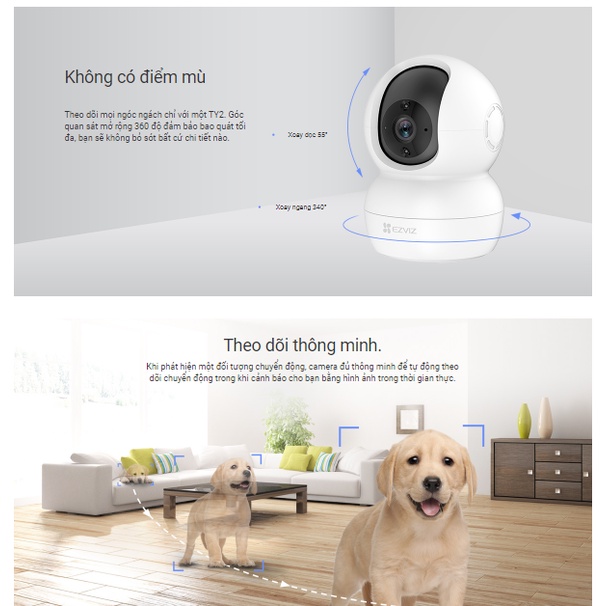 Không có điểm mù
Theo dõi mọi ngóc ngách chỉ với một TY2. Góc
quan sát mở rộng 360 độ đảm bảo bao quát tối
đa, bạn sẽ không bỏ sót bất cứ chi tiết nào.
Xoay dọc 55°
Xoay ngang 340°
EZVIZ
Theo dõi thông minh.
Khi phát hiện một đối tượng chuyển động, camera đủ thông minh để tự động theo
dõi chuyển động trong khi cảnh báo cho bạn bằng hình ảnh trong thời gian thực.